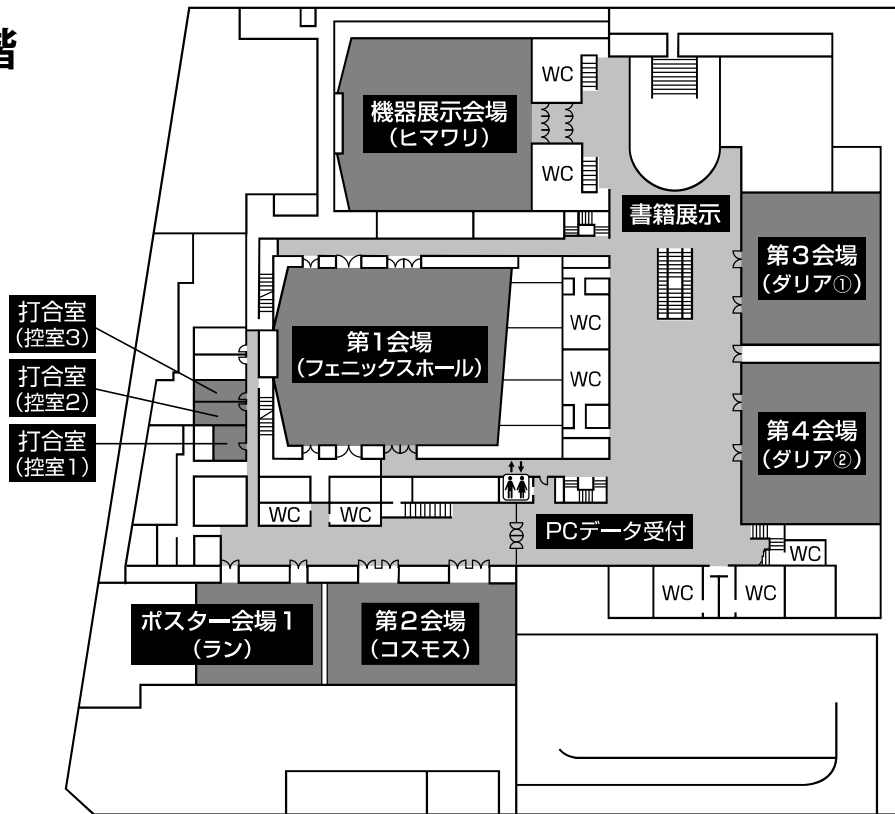 階
WC
機器展示会場
（ヒマワリ）
WC
書籍展示
第3会場
（ダリア①）
打合室
（控室3）
WC
第1会場
（フェニックスホール）
打合室
（控室2）
WC
打合室
（控室1）
第4会場
（ダリア②）
WC
WC
PCデータ受付
WC
WC
WC
ポスター会場1
（ラン）
第2会場
（コスモス）